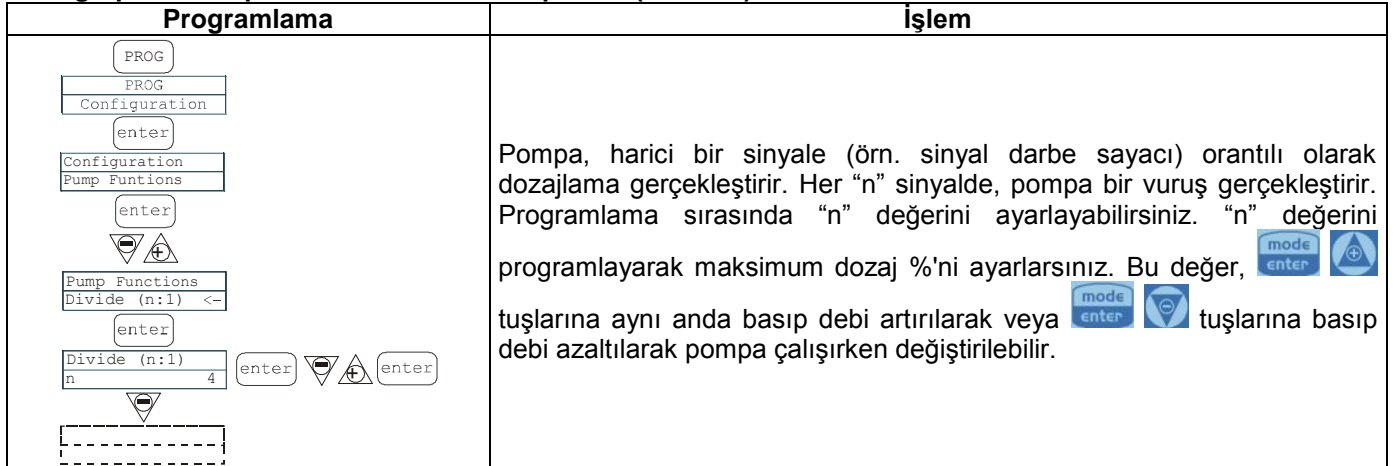 Programlama
İşlem
PROG
PROG
Configuration
enter
Configuration
Pump Funtions
enter
Pump Functions
Divide (n:1) <-
enter
Divide (n:1)
n 4
enter
enter
Pompa, harici bir sinyale (örn. sinyal darbe sayacı) orantılı olarak
dozajlama gerçekleştirir. Her “n” sinyalde, pompa bir vuruş gerçekleştirir.
Programlama sırasında “n” değerini ayarlayabilirsiniz. “n” değerini
programlayarak maksimum dozaj %'ni ayarlarsınız. Bu değer, mode enter
tuşlarına aynı anda basıp debi artırılarak veya mode enter tuşlarına basıp
debi azaltılarak pompa çalışırken değiştirilebilir.